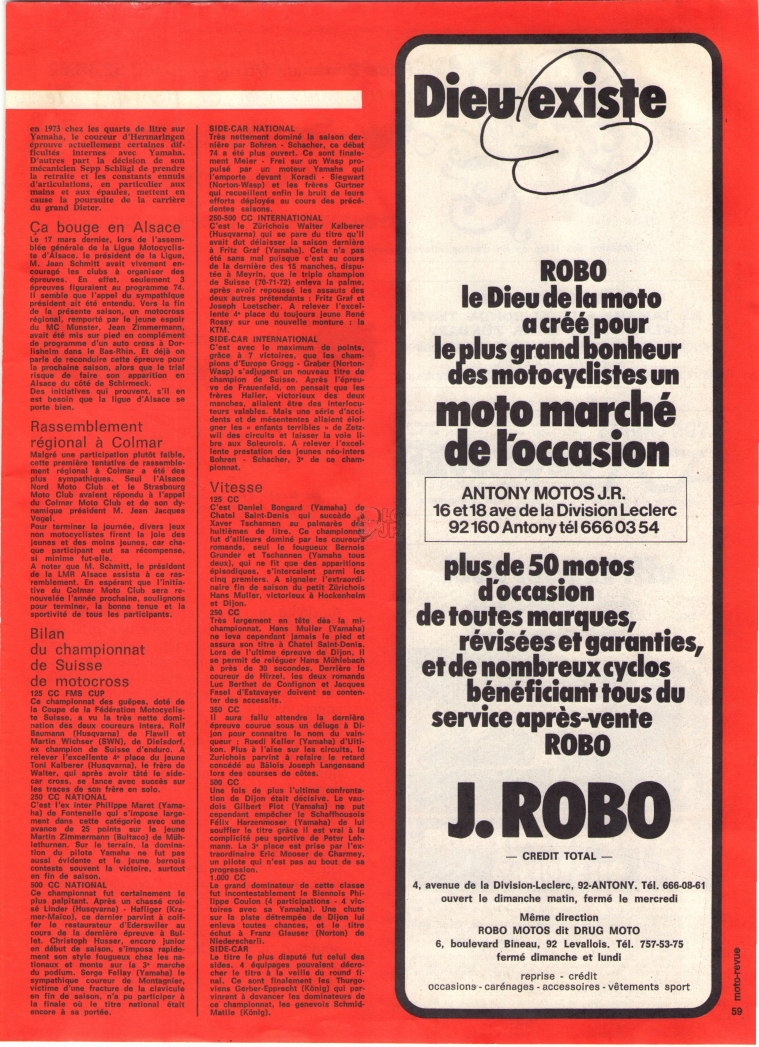 en 1973 chez les quarts de litre sur
Yamaha, le coureur d'Hermaringen
éprouve actuellement certaines dif-
ficultés internes avec Yamaha.
D'autres part la décision de son
mécanicien Sepp Schlögl de prendre
la retraite et les constants ennuis
d'articulations, en particulier aux
mains et aux épaules, mettent en
cause la poursuite de la carrière
du grand Dieter.
Ça bouge en Alsace
Le 17 mars dernier, lors de l'assem-
blée générale de la Ligue Motocyclis-
te d'Alsace, le président de la Ligue,
M. Jean Schmitt avait vivement en-
couragé les clubs à organiser des
épreuves. En effet, seulement 3
épreuves figuraient au programme 74.
Il semble que l'appel du sympathique
président ait été entendu. Vers la fin
de la présente saison, un motocross
régional, remporté par le jeune espoir
du MC Munster, Jean Zimmermann,
avait été mis sur pied en complément
de programme d'un auto cross à Dor-
lisheim dans le Bas-Rhin. Et déjà on
parle de reconduire cette épreuve pour
la prochaine saison, alors que le trial
risque de faire son apparition en
Alsace du côté de Schirmeck.
Des initiatives qui prouvent, s'il en
est besoin que la ligue d'Alsace se
porte bien.
Rassemblement
régional à Colmar
Malgré une participation plutôt faible,
cette première tentative de rassemble-
ment régional à Colmar a été des
plus sympathiques. Seul l'Alsace
Nord Moto Club et le Strasbourg
Moto Club avaient répondu à l'appel
du Colmar Moto Club et de son dy-
namique président M. Jean Jacques
Vogel.
Pour terminer la journée, divers jeux
non motocyclistes firent la joie des
jeunes et des moins jeunes, car cha-
que participant eut sa récompense,
si minime fut-elle.
A noter que M. Schmitt, le président
de la LMR Alsace assista à ce ras-
semblement. En espérant que l'initia-
tive du Colmar Moto Club sera re-
nouvelée l'année prochaine, soulignons
pour terminer, la bonne tenue et la
sportivité de tous les participants.
Bilan
du championnat
de Suisse
de motocross
125 CC FMS CUP
Ce championnat des guêpes, doté de
la Coupe de la Fédération Motocyclis-
te Suisse, a vu la très nette domi-
nation des deux coureurs Inters, Rolf
Baumann (Husqvarna) de Flawil et
Martin Wichser (SWN), de Dielsdorf,
ex champion de Suisse d'enduro. A
relever l'excellente 4e place du jeune
Toni Kalberer (Husqvarna), le frère de
Walter, qui après avoir tâté le side-
car cross, se lance avec succès sur
les traces de son frère en solo.
250 CC NATIONAL
C'est l'ex inter Philippe Maret (Yama-
ha) de Fontenelle qui s'impose large-
ment dans cette catégorie avec une
avance de 25 points sur le jeune
Martin Zimmermann (Bultaco) de Müh-
lethurnen. Sur le terrain, la domina-
tion du pilote Yamaha ne fut pas
aussi évidente et le jeune bernois
contesta souvent la victoire, surtout
en fin de saison.
500 CC NATIONAL
Ce championnat fut certainement le
plus palpitant. Après un chassé croi-
sé Linder (Husqvarna) - Hafliger (Kra-
mer-Maïco), ce dernier parvint à coif-
fer le restaurateur d'Ederswiler au
cours de la dernière épreuve à Bul-
let. Christoph Husser, encore junior
en début de saison, s'imposa rapide-
ment son style fougueux chez les na-
tionaux et monte sur la 3e marche
du podium. Serge Fellay (Yamaha) le
sympathique coureur de Montagnier,
victime d'une fracture de la clavicule
en fin de saison, n'a pu participer à
la finale où le titre national était
encore à sa portée.
SIDE-CAR NATIONAL
Très nettement dominé la saison der-
nière par Bohren - Schacher, ce débat
74 a été plus ouvert. Ce sont finale-
ment Meier - Frei sur un Wasp pro-
pulsé par un moteur Yamaha qui
l'emporte devant Koradi - Siegwart
(Norton-Wasp) et les frères Gurtner
qui recueillent enfin le bruit de leurs
efforts déployés au cours des précé-
dentes saisons.
250-500 CC INTERNATIONAL
C'est le Zürichois Walter Kalberer
(Husqvarna) qui se pare du titre qu'il
avait dut délaisser la saison dernière
à Fritz Graf (Yamaha). Cela n'a pas
été sans mal puisque c'est au cours
de la dernière des 15 manches, dispu-
tée à Meyrin, que le triple champion
de Suisse (70-71-72) enleva la palme,
après avoir repoussé les assauts des
deux autres prétendants : Fritz Graf et
Joseph Loetscher. A relever l'excel-
lente 4e place du toujours jeune René
Rossy sur une nouvelle monture : la
KTM.
SIDE-CAR INTERNATIONAL
C'est avec le maximum de points,
grâce à 7 victoires, que les cham-
pions d'Europe Grogg - Graber (Norton-
Wasp) s'adjugent un nouveau titre de
champion de Suisse. Après l'épreu-
ve de Frauenfeld, on pensait que les
frères Haller, victorieux des deux
manches, allaient être des interlocu-
teurs valables. Mais une série d'acci-
dents et de mésententes allaient éloi-
gner les « enfants terribles » de Zatz-
wil des circuits et laisser la voie li-
bre aux Soleurois. A relever l'excel-
lente prestation des jeunes néo-inters
Bohren - Schacher, 3e de ce cham-
pionnat.
Vitesse
125 CC
C'est Daniel Bongard (Yamaha) de
Chatel Saint-Denis qui succède à
Xaver Tschannen au palmarès des
huitièmes de litre. Ce championnat
fut d'ailleurs dominé par les coureurs
romands, seul le fougueux Bernois
Grunder et Tschannen (Yamaha tous
deux), qui ne fit que des apparitions
épisodiques, s'intercalent parmi les
cinq premiers. A signaler l'extraordi-
naire fin de saison du petit Zürichois
Hans Muller, victorieux à Hockenheim
et Dijon.
250 CC
Très largement en tête dès la mi-
championnat, Hans Muller (Yamaha)
ne leva cependant jamais le pied et
assura son titre à Chatel Saint-Denis.
Lors de l'ultime épreuve de Dijon, il
se permit de reléguer Hans Mühlebach
à près de 30 secondes. Derrière le
coureur de Hirzel, les deux romands
Luc Berthet de Confignon et Jacques
Fasel d'Estavayer doivent se conten-
ter des accessits.
350 CC
Il aura fallu attendre la dernière
épreuve courue sous un déluge à Di-
jon pour connaitre le nom du vain-
queur : Ruedi Keller (Yamaha) d'Uiti-
kon. Plus à l'aise sur les circuits, le
Zurichois parvint à refaire le retard
concédé au Bâlois Joseph Langensand
lors des courses de côtes.
500 CC
Une fois de plus l'ultime confronta-
tion de Dijon était décisive. Le vau-
dois Gilbert Piot (Yamaha) ne put
cependant empêcher le Schaffhousois
Félix Harzenmoser (Yamaha) de lui
souffler le titre grâce il est vrai à la
complicité peu sportive de Peter Leh-
mann. La 3e place est prise par l'ex-
traordinaire Eric Mooser de Charmey,
un pilote qui n'est pas au bout de sa
progression.
1.000 CC
Le grand dominateur de cette classe
fut incontestablement le Biennois Phi-
lippe Coulon (4 participations - 4 vic-
toires avec sa Yamaha). Une chute
sur la piste détrempée de Dijon lui
enleva toutes chances, et le titre
échût à Franz Glauser (Norton) de
Niederscherli.
SIDE-CAR
Le titre le plus disputé fut celui des
sides. 4 équipages pouvaient décro-
cher le titre à la veille du round fi-
nal. Ce sont finalement les Thurgo-
viens Gerber-Epprecht (König) qui par-
vinrent à devancer les dominateurs de
ce championnat, les genevois Schmid-
Matile (König).
Dieu existe
ROBO
le Dieu de la moto
a créé pour
le plus grand bonheur
des motocyclistes un
moto marché
de l'occasion
ANTONY MOTOS J.R.
16 et 18 ave de la Division Leclerc
92160 Antony tél 666 03 54
plus de 50 motos
d'occasion
de toutes marques,
révisées et garanties,
et de nombreux cyclos
bénéficiant tous du
service après-vente
ROBO
J. ROBO
— CREDIT TOTAL —
4, avenue de la Division-Leclerc, 92-ANTONY. Tél. 666-08-61
ouvert le dimanche matin, fermé le mercredi
Même direction
ROBO MOTOS dit DRUG MOTO
6, boulevard Bineau, 92 Levallois. Tél. 757-53-75
fermé dimanche et lundi
reprise - crédit
occasions - carénages - accessoires - vêtements sport
moto-revue
59